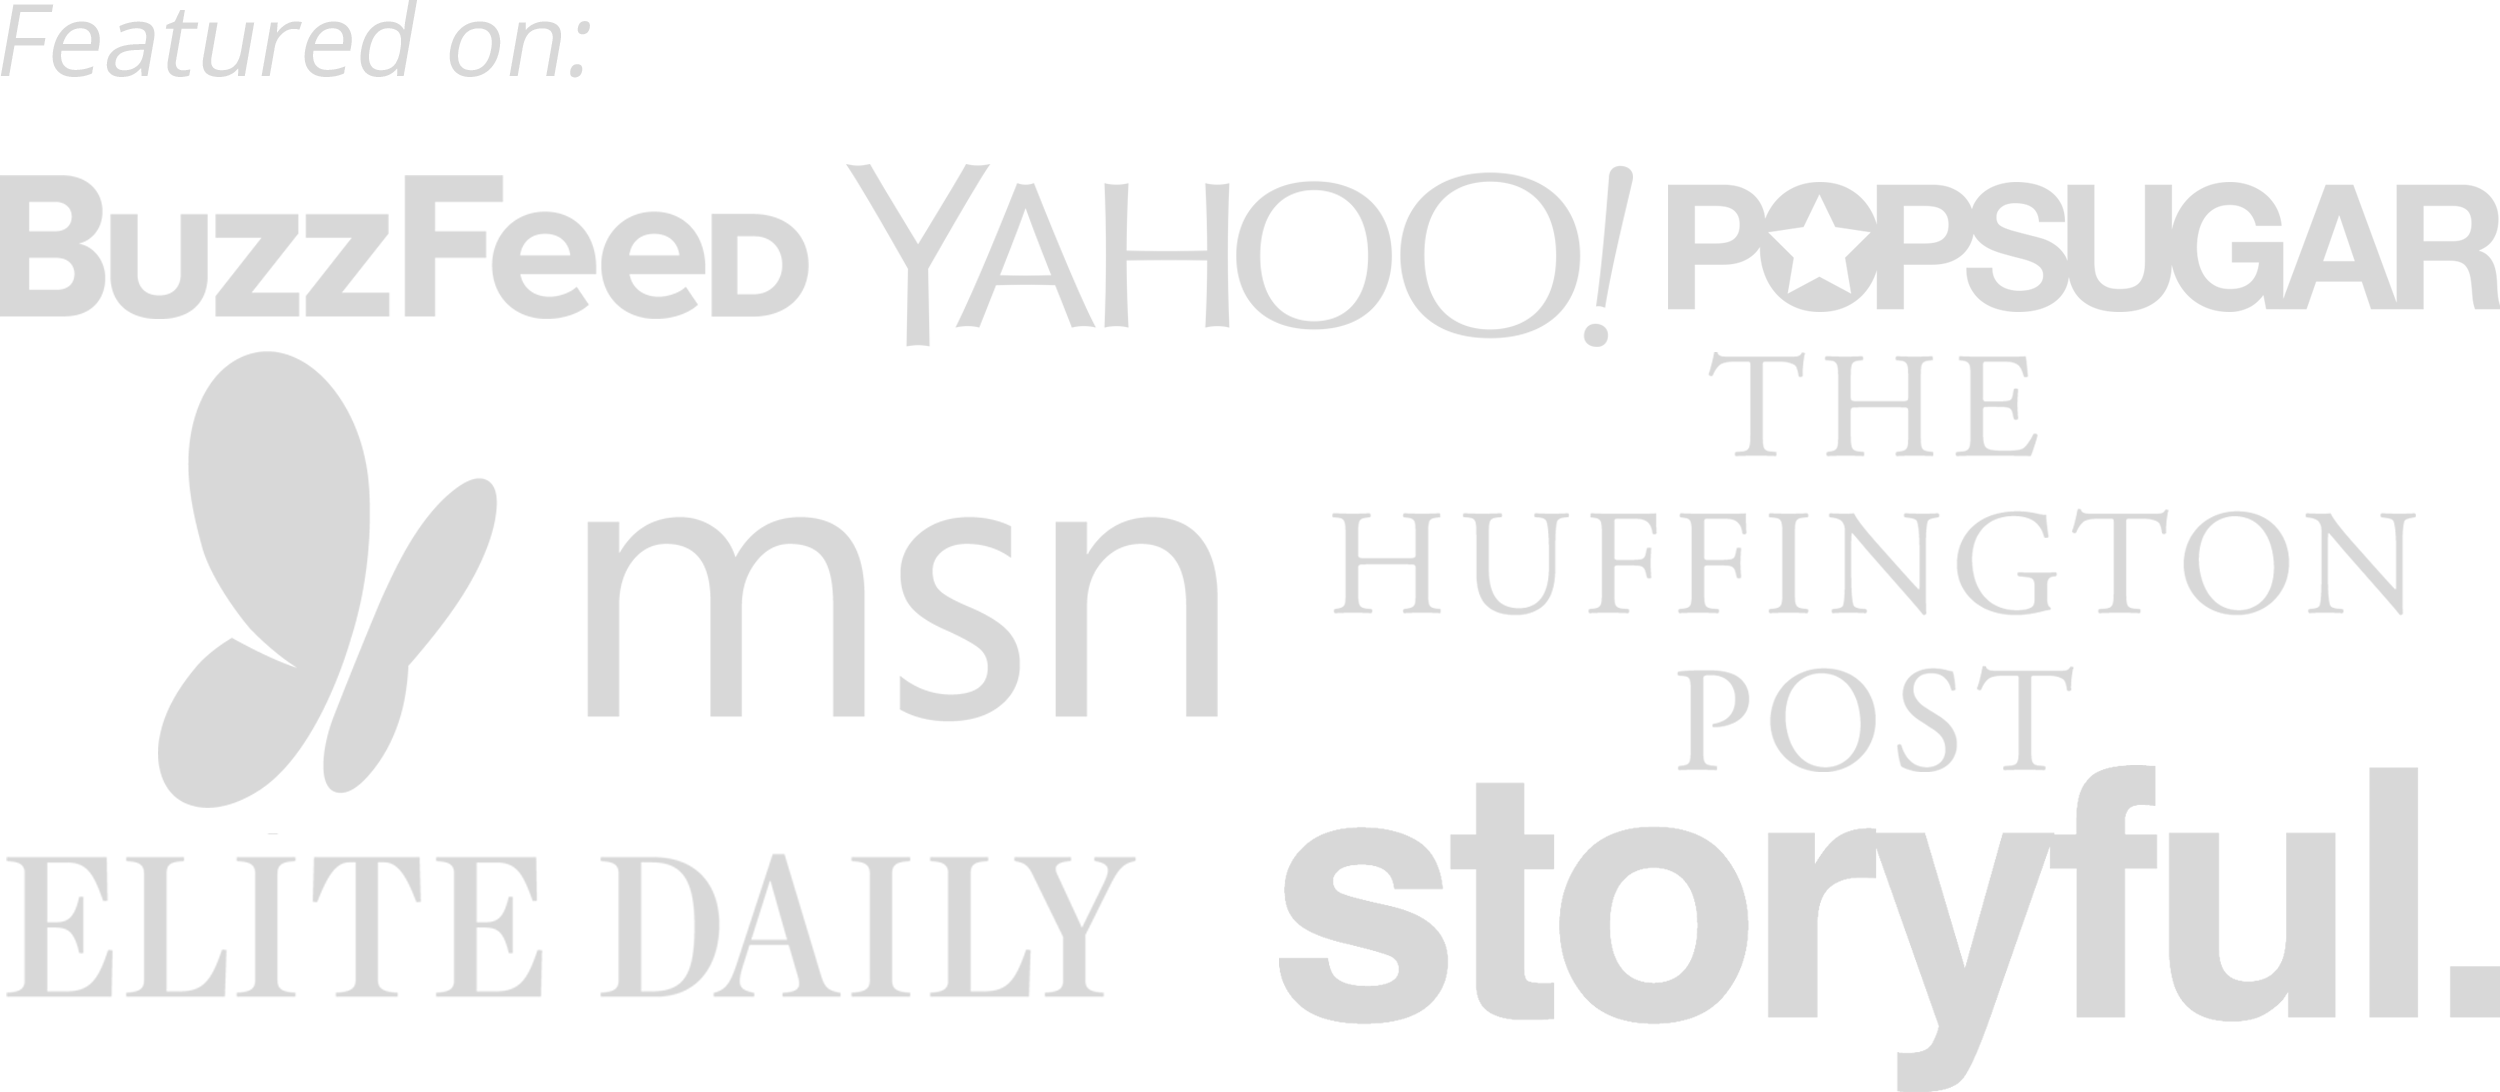 Featured on:
BuzzFeed
YAHOO!
POPSUGAR
THE
HUFFINGTON
POST
msn
ELITE DAILY
storyful.